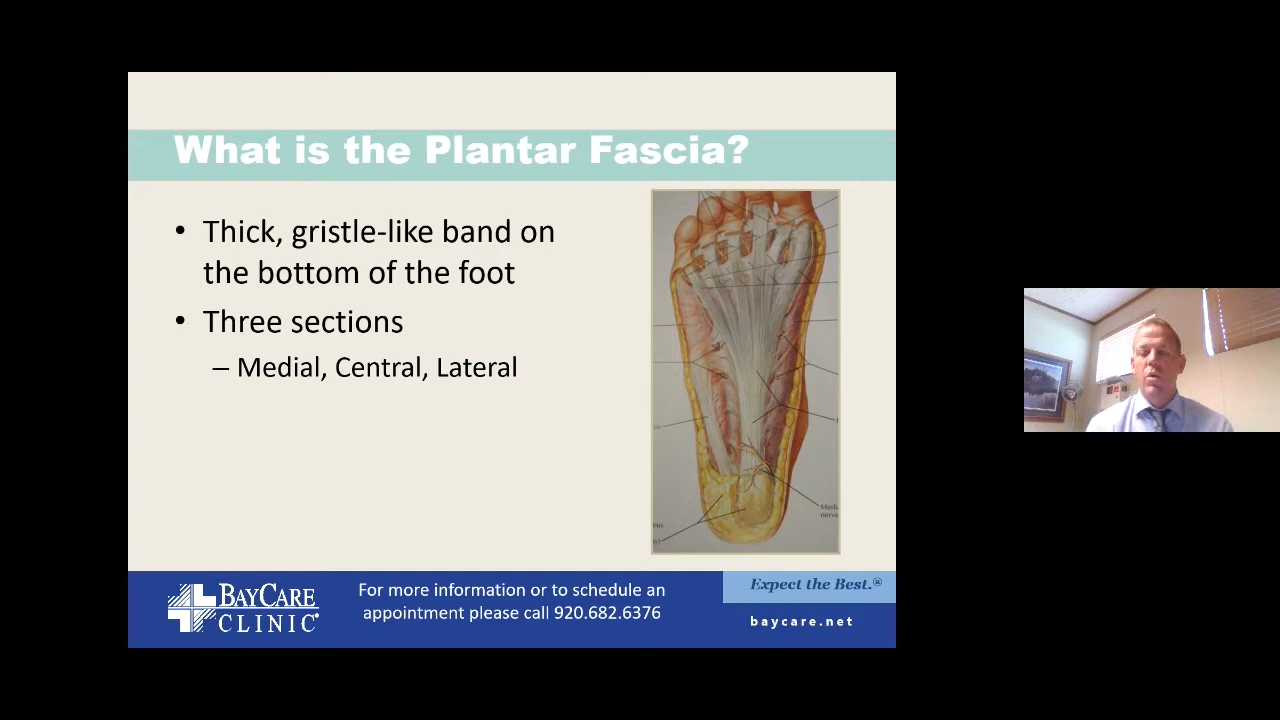 What is the Plantar Fascia?
• Thick, gristle-like band on
the bottom of the foot
• Three sections
– Medial, Central, Lateral
nerve
BAYCARE
CLINIC®
For more information or to schedule an
appointment please call 920.682.6376
Expect the Best.®
baycare.net